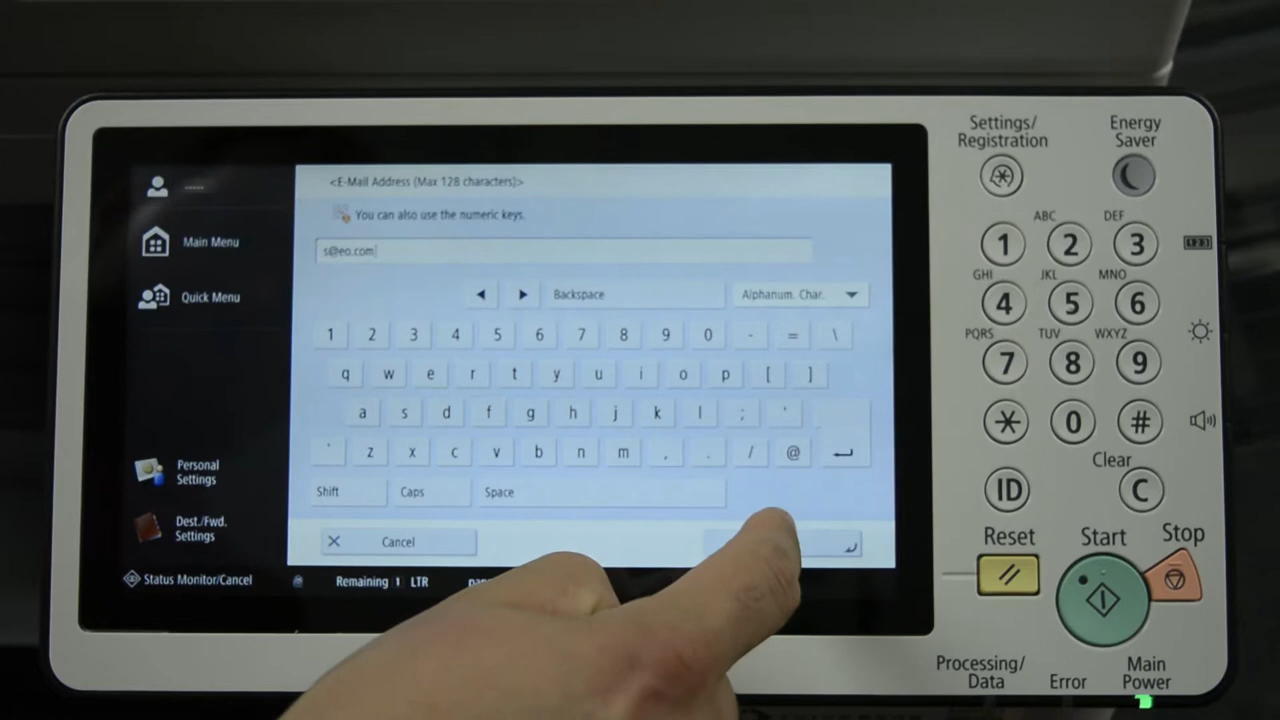 Settings/
Registration
Energy
Saver
-----
Main Menu
Quick Menu
Personal
Settings
Dest./Fwd.
Settings
Status Monitor/Cancel
<E-Mail Address (Max 128 characters)>
You can also use the numeric keys.
s@eo.com
◀ ▶ Backspace Alphanum. Char.
1 2 3 4 5 6 7 8 9 0 - = \
q w e r t y u i o p [ ]
a s d f g h j k l ; '
` z x c v b n m , . / @
Shift Caps Space
Cancel
Remaining 1 LTR
ABC DEF
1 2 3
GHI JKL MNO
4 5 6
PQRS TUV WXYZ
7 8 9
* 0 #
Clear
ID C
Reset Start Stop
Processing/
Data
Error
Main
Power
123